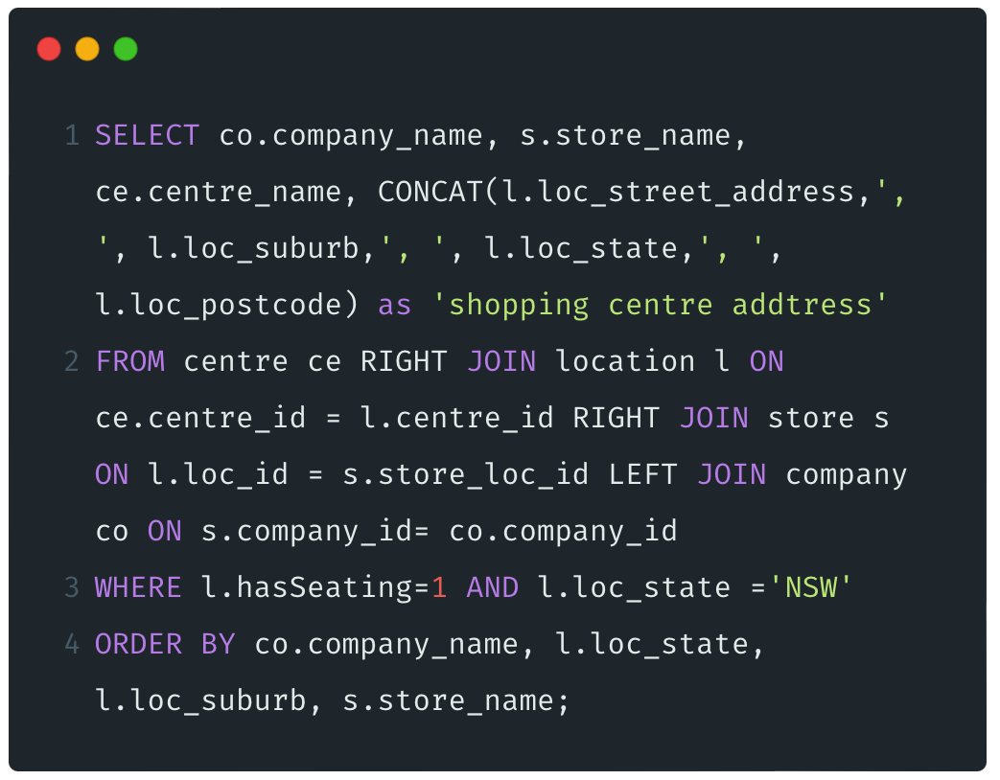 1 SELECT co.company_name, s.store_name,
ce.centre_name, CONCAT(l.loc_street_address,',
', l.loc_suburb,', ', l.loc_state,', ',
l.loc_postcode) as 'shopping centre addtress'
2 FROM centre ce RIGHT JOIN location l ON
ce.centre_id = l.centre_id RIGHT JOIN store s
ON l.loc_id = s.store_loc_id LEFT JOIN company
co ON s.company_id= co.company_id
3 WHERE l.hasSeating=1 AND l.loc_state ='NSW'
4 ORDER BY co.company_name, l.loc_state,
l.loc_suburb, s.store_name;